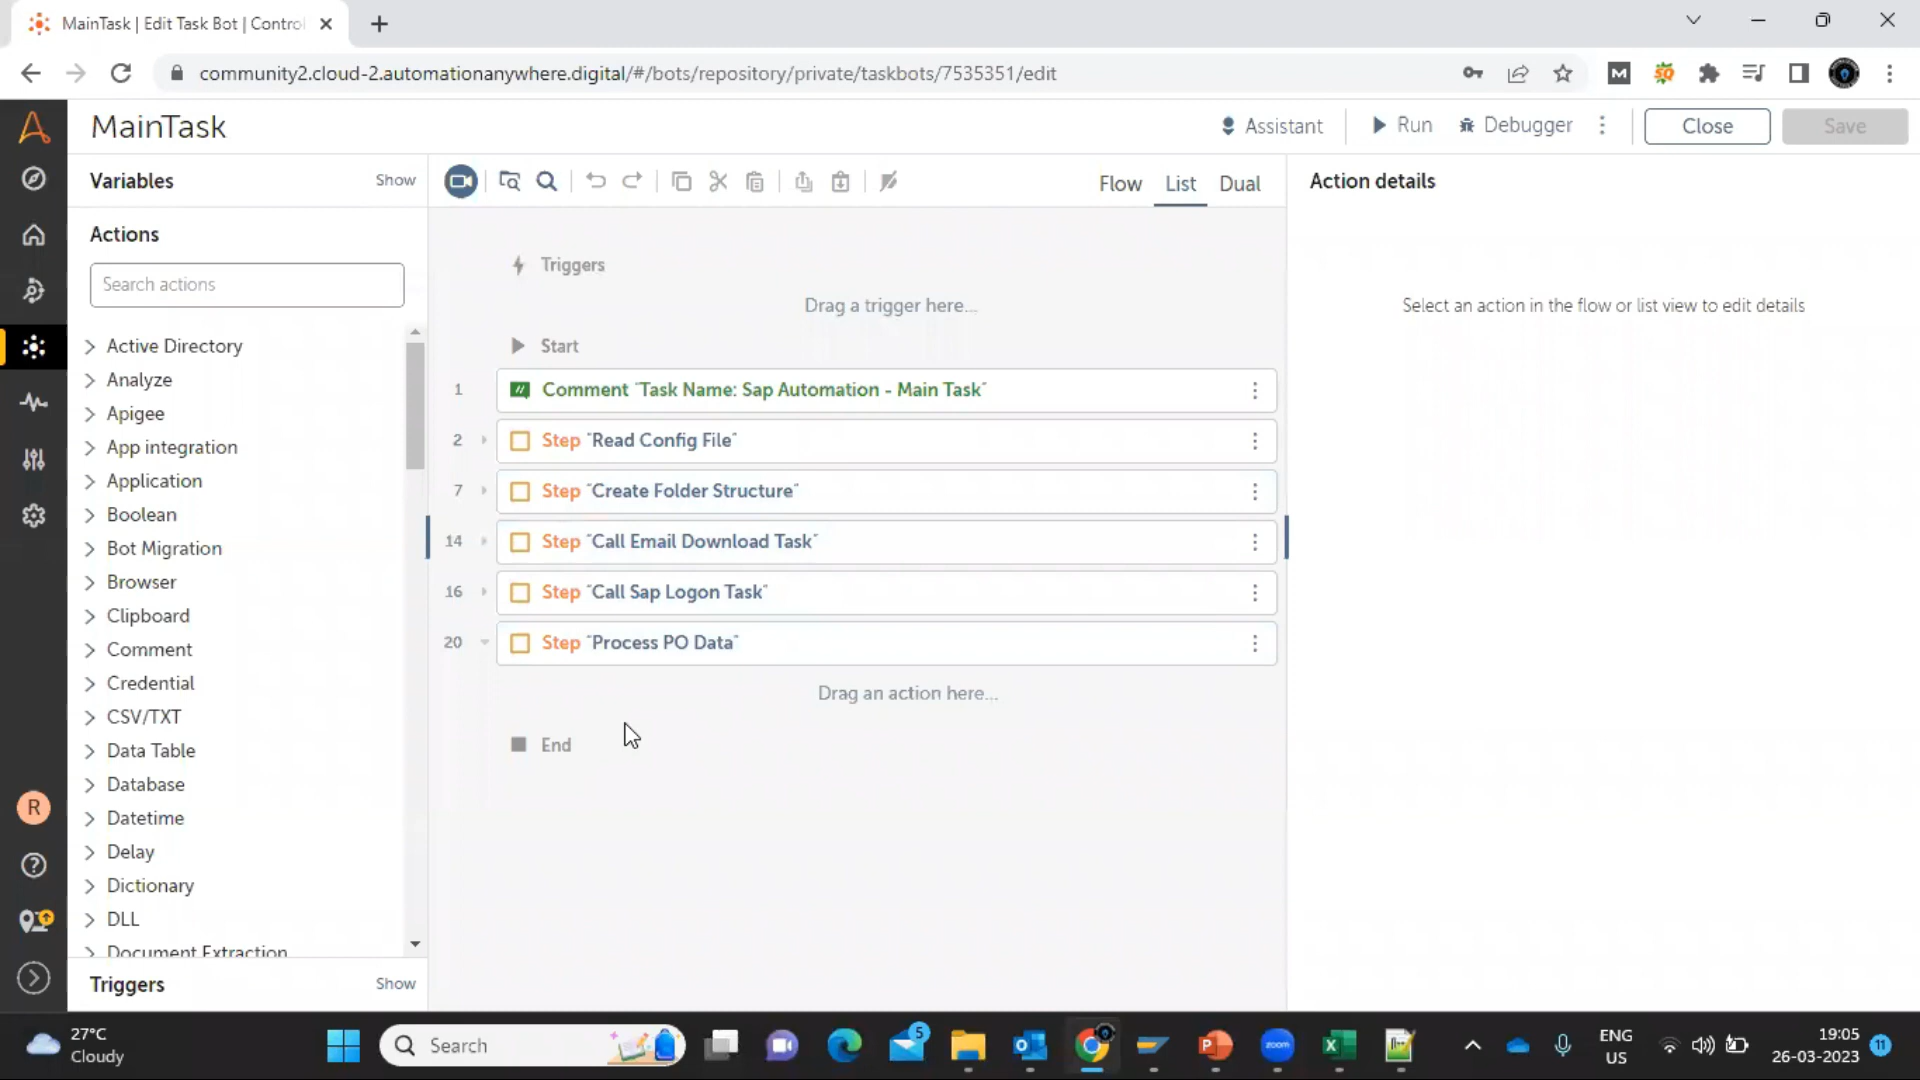 MainTask | Edit Task Bot | Contro
community2.cloud-2.automationanywhere.digital/#/bots/repository/private/taskbots/7535351/edit
MainTask
Assistant
Run
Debugger
Close
Save
Variables
Show
Flow
List
Dual
Action details
Actions
Search actions
Active Directory
Analyze
Apigee
App integration
Application
Boolean
Bot Migration
Browser
Clipboard
Comment
Credential
CSV/TXT
Data Table
Database
Datetime
Delay
Dictionary
DLL
Document Extraction
Triggers
Show
Triggers
Drag a trigger here...
Start
1 Comment "Task Name: Sap Automation - Main Task"
2 Step "Read Config File"
7 Step "Create Folder Structure"
14 Step "Call Email Download Task"
16 Step "Call Sap Logon Task"
20 Step "Process PO Data"
Drag an action here...
End
Select an action in the flow or list view to edit details
R
27°C
Cloudy
Search
5
zoom
ENG
US
19:05
26-03-2023
11